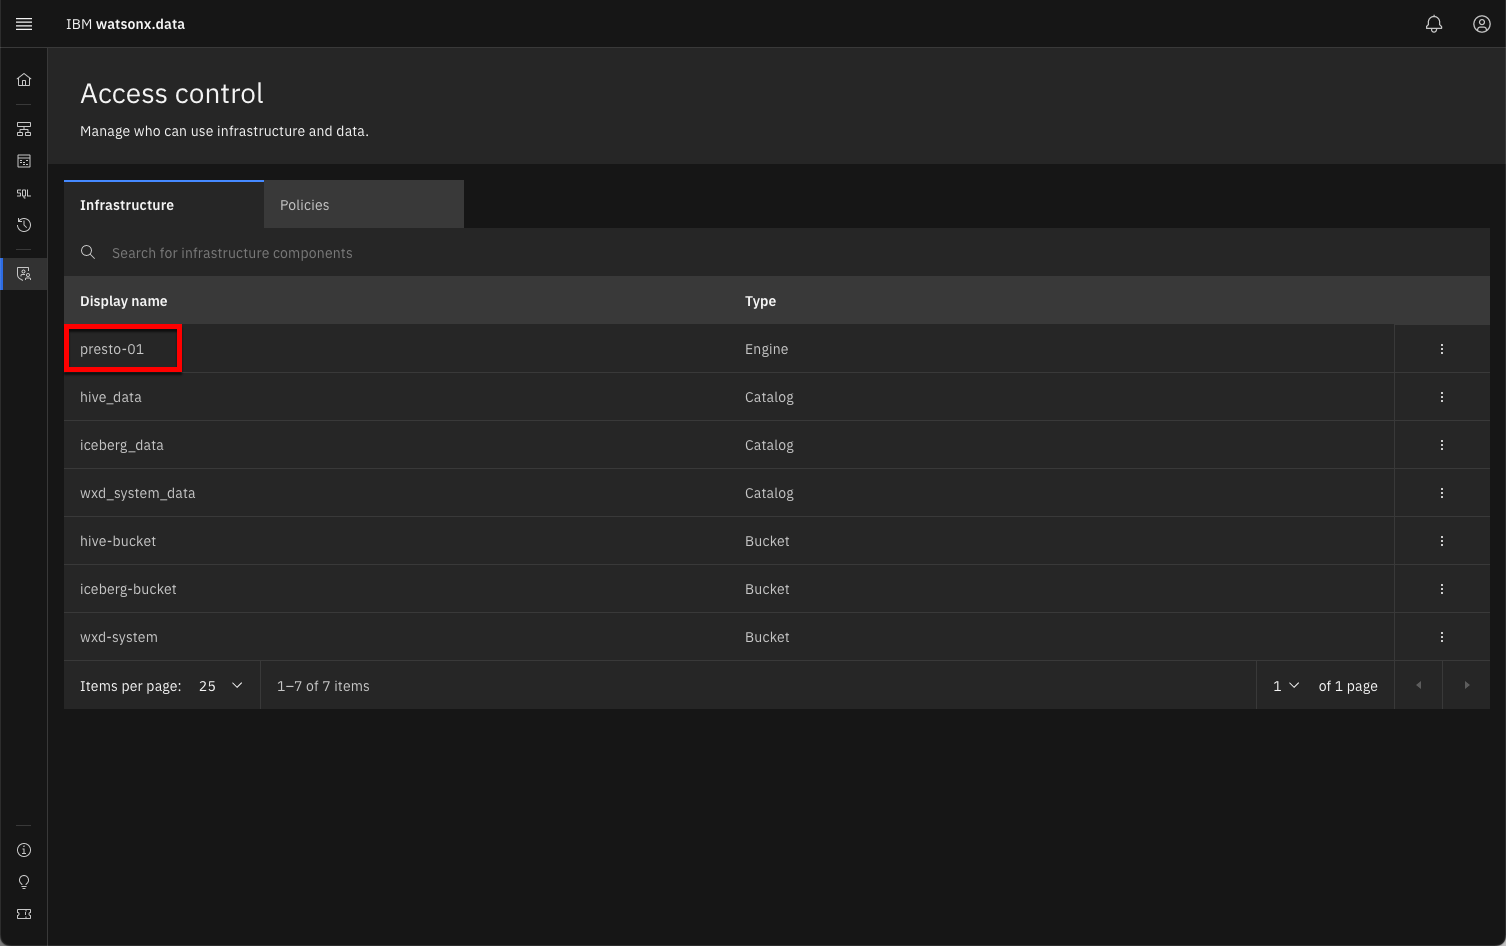 IBM watsonx.data
Access control
Manage who can use infrastructure and data.
Infrastructure
Policies
SQL
Search for infrastructure components
Display name Type
presto-01 Engine
hive_data Catalog
iceberg_data Catalog
wxd_system_data Catalog
hive-bucket Bucket
iceberg-bucket Bucket
wxd-system Bucket
Items per page: 25 1–7 of 7 items 1 of 1 page